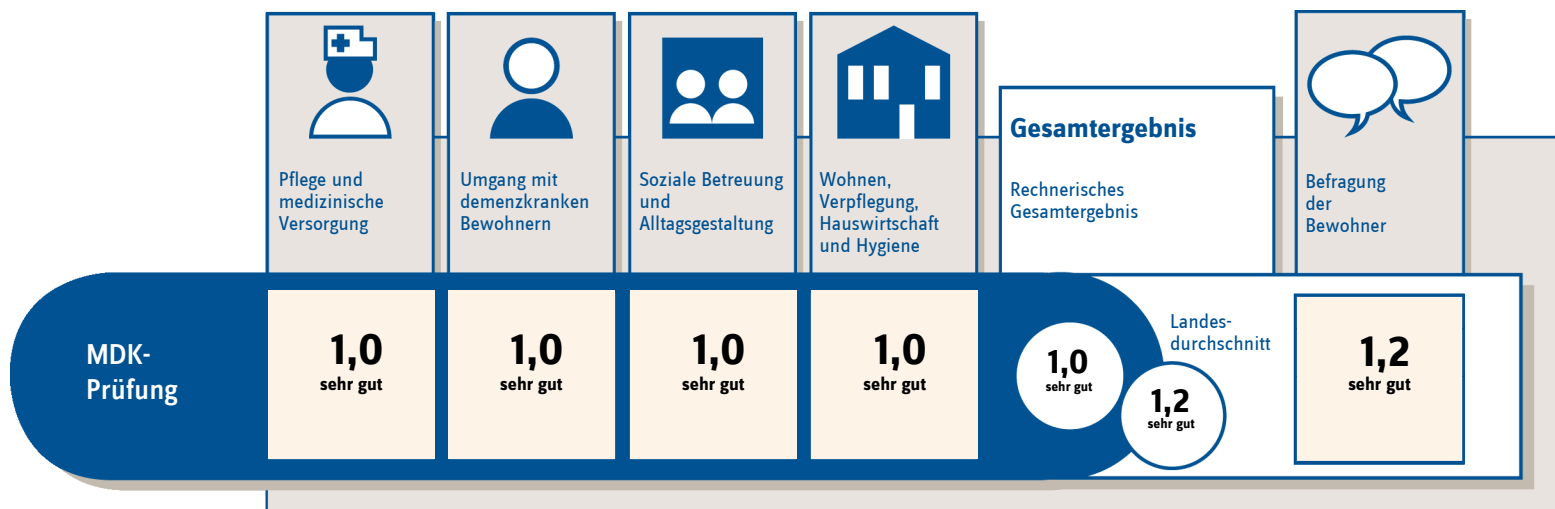 Pflege und
medizinische
Versorgung
Umgang mit
demenzkranken
Bewohnern
Soziale Betreuung
und
Alltagsgestaltung
Wohnen,
Verpflegung,
Hauswirtschaft
und Hygiene
Gesamtergebnis
Rechnerisches
Gesamtergebnis
Befragung
der
Bewohner
MDK-
Prüfung
1,0
sehr gut
1,0
sehr gut
1,0
sehr gut
1,0
sehr gut
1,0
sehr gut
Landes-
durchschnitt
1,2
sehr gut
1,2
sehr gut